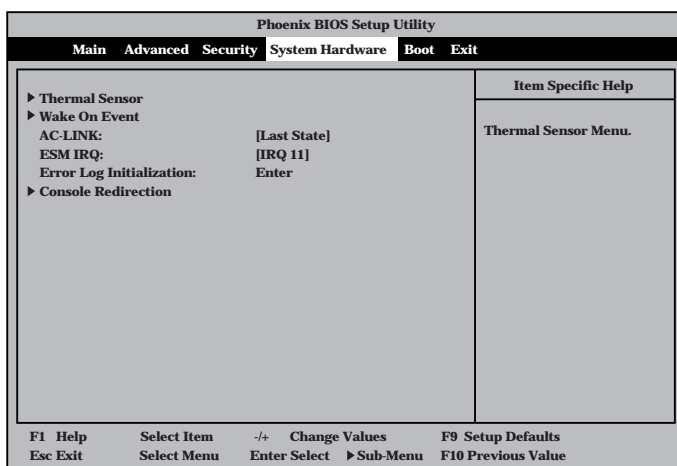 Phoenix BIOS Setup Utility
Main Advanced Security System Hardware Boot Exit
Item Specific Help
▶ Thermal Sensor
▶ Wake On Event
Thermal Sensor Menu.
AC-LINK: [Last State]
ESM IRQ: [IRQ 11]
Error Log Initialization: Enter
▶ Console Redirection
F1 Help Select Item -/+ Change Values F9 Setup Defaults
Esc Exit Select Menu Enter Select ▶ Sub-Menu F10 Previous Value